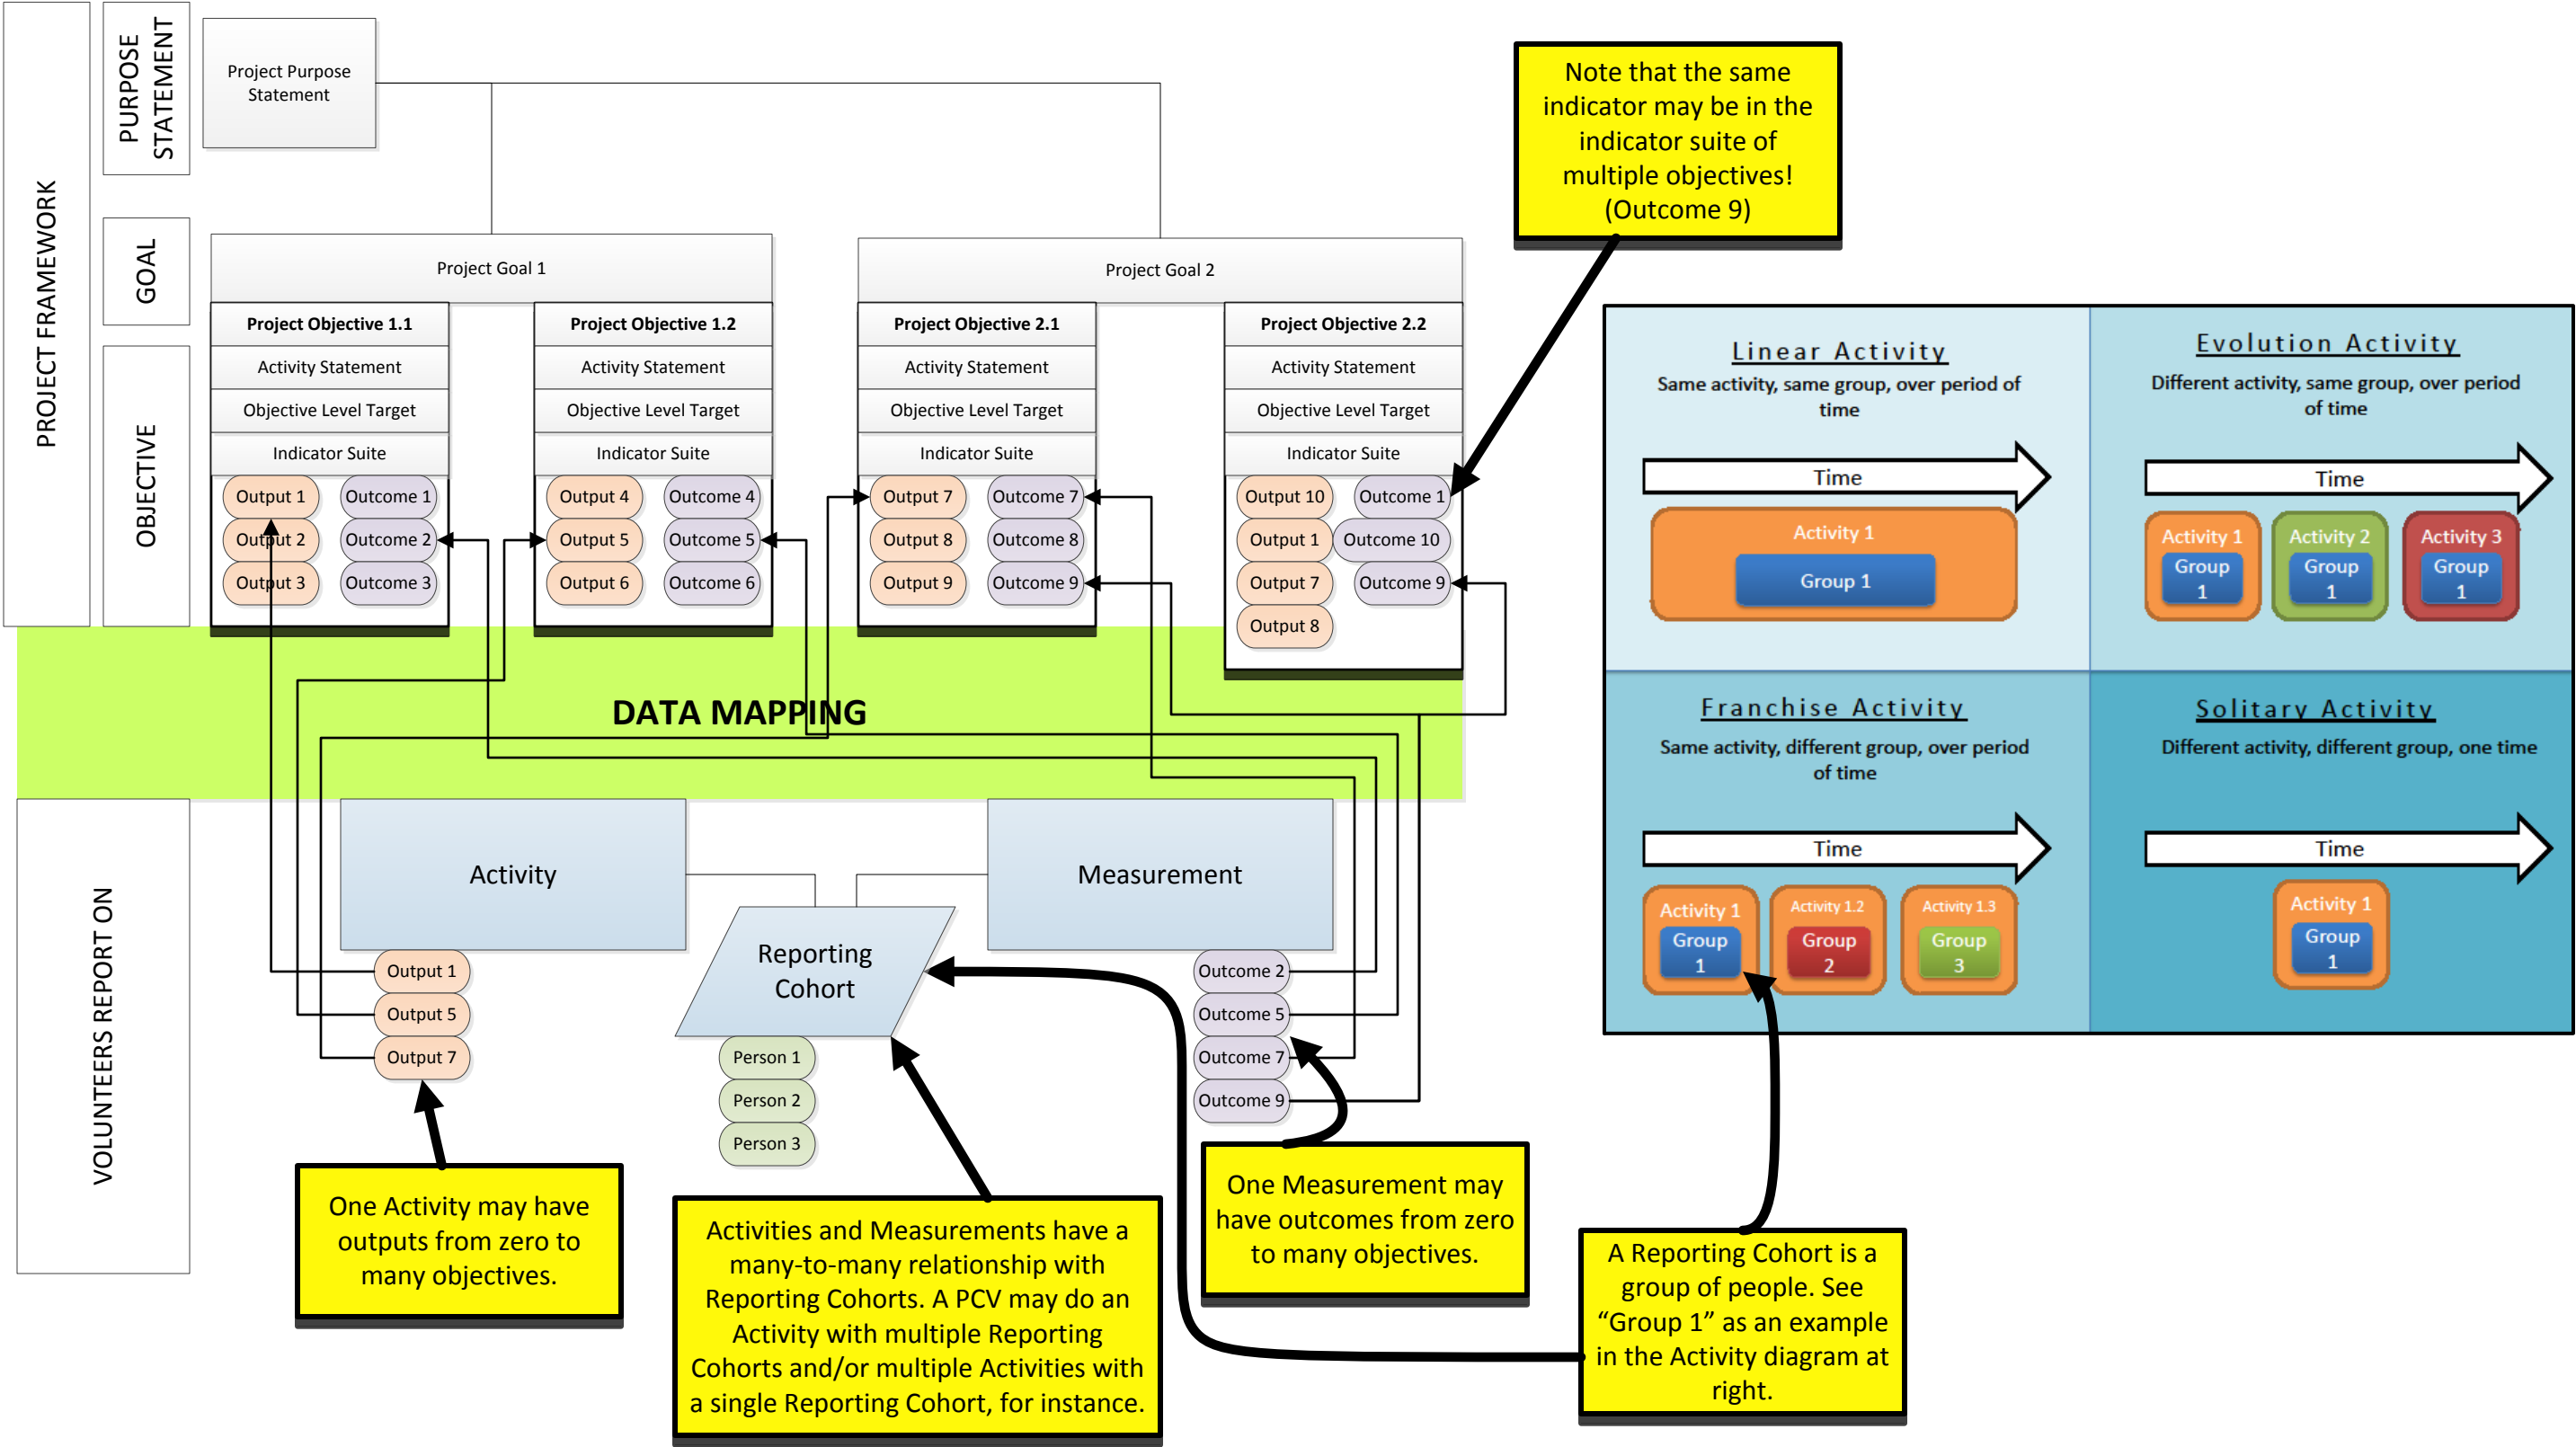 PROJECT FRAMEWORK
PURPOSE
STATEMENT
GOAL
OBJECTIVE
Project Purpose
Statement
Note that the same
indicator may be in the
indicator suite of
multiple objectives!
(Outcome 9)
Project Goal 1
Project Goal 2
Project Objective 1.1
Activity Statement
Objective Level Target
Indicator Suite
Output 1
Outcome 1
Output 2
Outcome 2
Output 3
Outcome 3
Project Objective 1.2
Activity Statement
Objective Level Target
Indicator Suite
Output 4
Outcome 4
Output 5
Outcome 5
Output 6
Outcome 6
Project Objective 2.1
Activity Statement
Objective Level Target
Indicator Suite
Output 7
Outcome 7
Output 8
Outcome 8
Output 9
Outcome 9
Project Objective 2.2
Activity Statement
Objective Level Target
Indicator Suite
Output 10
Outcome 1
Output 1
Outcome 10
Output 7
Outcome 9
Output 8
DATA MAPPING
VOLUNTEERS REPORT ON
Activity
Measurement
Reporting
Cohort
Output 1
Output 5
Output 7
Person 1
Person 2
Person 3
Outcome 2
Outcome 5
Outcome 7
Outcome 9
One Activity may have
outputs from zero to
many objectives.
Activities and Measurements have a
many-to-many relationship with
Reporting Cohorts. A PCV may do an
Activity with multiple Reporting
Cohorts and/or multiple Activities with
a single Reporting Cohort, for instance.
One Measurement may
have outcomes from zero
to many objectives.
A Reporting Cohort is a
group of people. See
“Group 1” as an example
in the Activity diagram at
right.
Linear Activity
Same activity, same group, over period of
time
Time
Activity 1
Group 1
Evolution Activity
Different activity, same group, over period
of time
Time
Activity 1
Group
1
Activity 2
Group
1
Activity 3
Group
1
Franchise Activity
Same activity, different group, over period
of time
Time
Activity 1
Group
1
Activity 1.2
Group
2
Activity 1.3
Group
3
Solitary Activity
Different activity, different group, one time
Time
Activity 1
Group
1